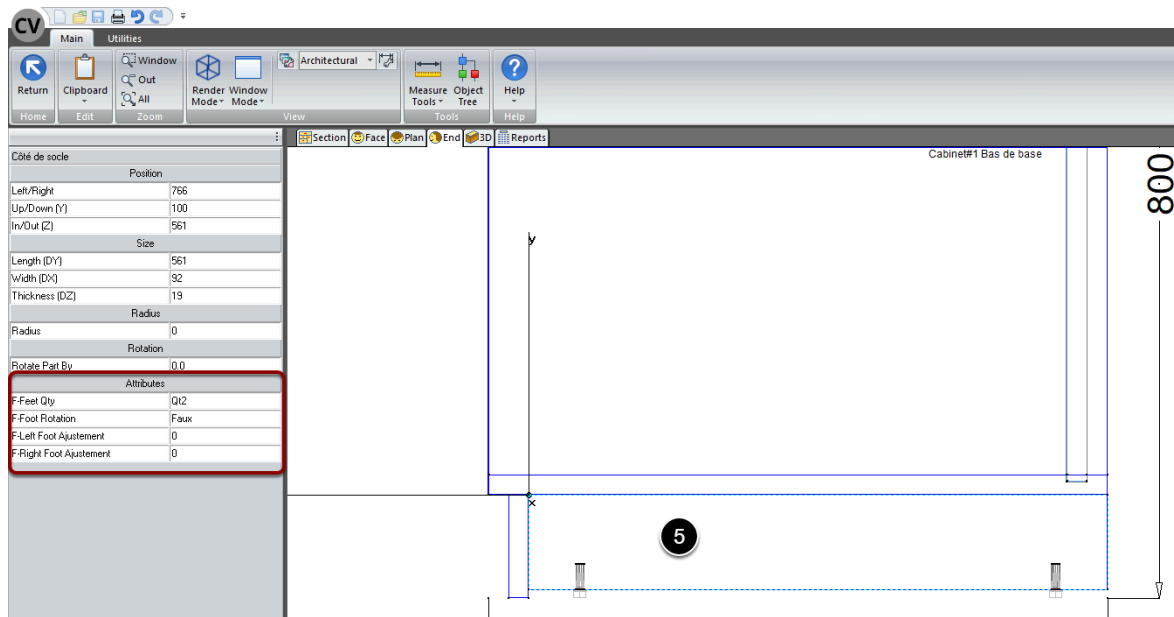 CV
Main Utilities
Return
Clipboard
Window
Out
All
Render Mode
Window Mode
Architectural
Measure Tools
Object Tree
Help
Home Edit Zoom View Tools Help
Section Face Plan End 3D Reports
Côté de socle
Position
Left/Right 766
Up/Down (Y) 100
In/Out (Z) 561
Size
Length (DY) 561
Width (DX) 92
Thickness (DZ) 19
Radius
Radius 0
Rotation
Rotate Part By 0.0
Attributes
F-Feet Qty Qt2
F-Foot Rotation Faux
F-Left Foot Ajustement 0
F-Right Foot Ajustement 0
Cabinet#1 Bas de base
800
y
x
5